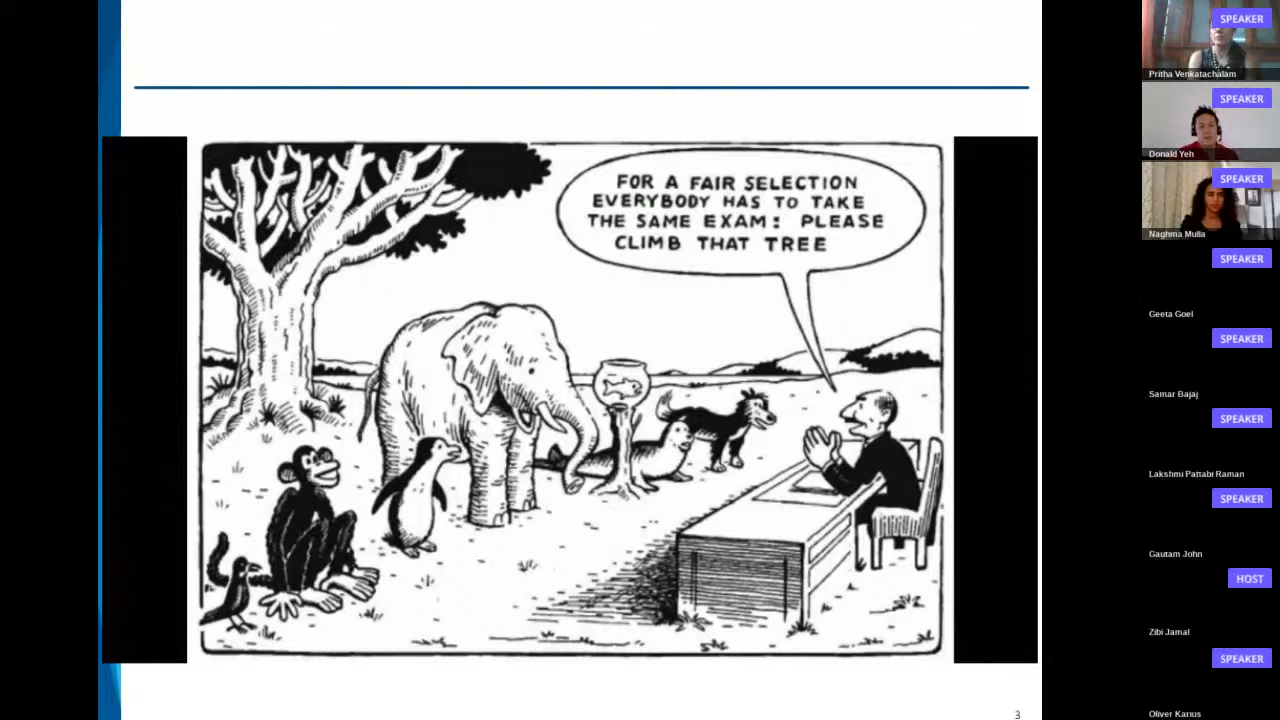 FOR A FAIR SELECTION
EVERYBODY HAS TO TAKE
THE SAME EXAM: PLEASE
CLIMB THAT TREE
3
SPEAKER
Pritha Venkatachalam
SPEAKER
Donald Yeh
SPEAKER
Naghma Mulla
SPEAKER
Geeta Goel
SPEAKER
Samar Bajaj
SPEAKER
Lakshmi Pattabi Raman
SPEAKER
Gautam John
HOST
Zibi Jamal
SPEAKER
Oliver Karius